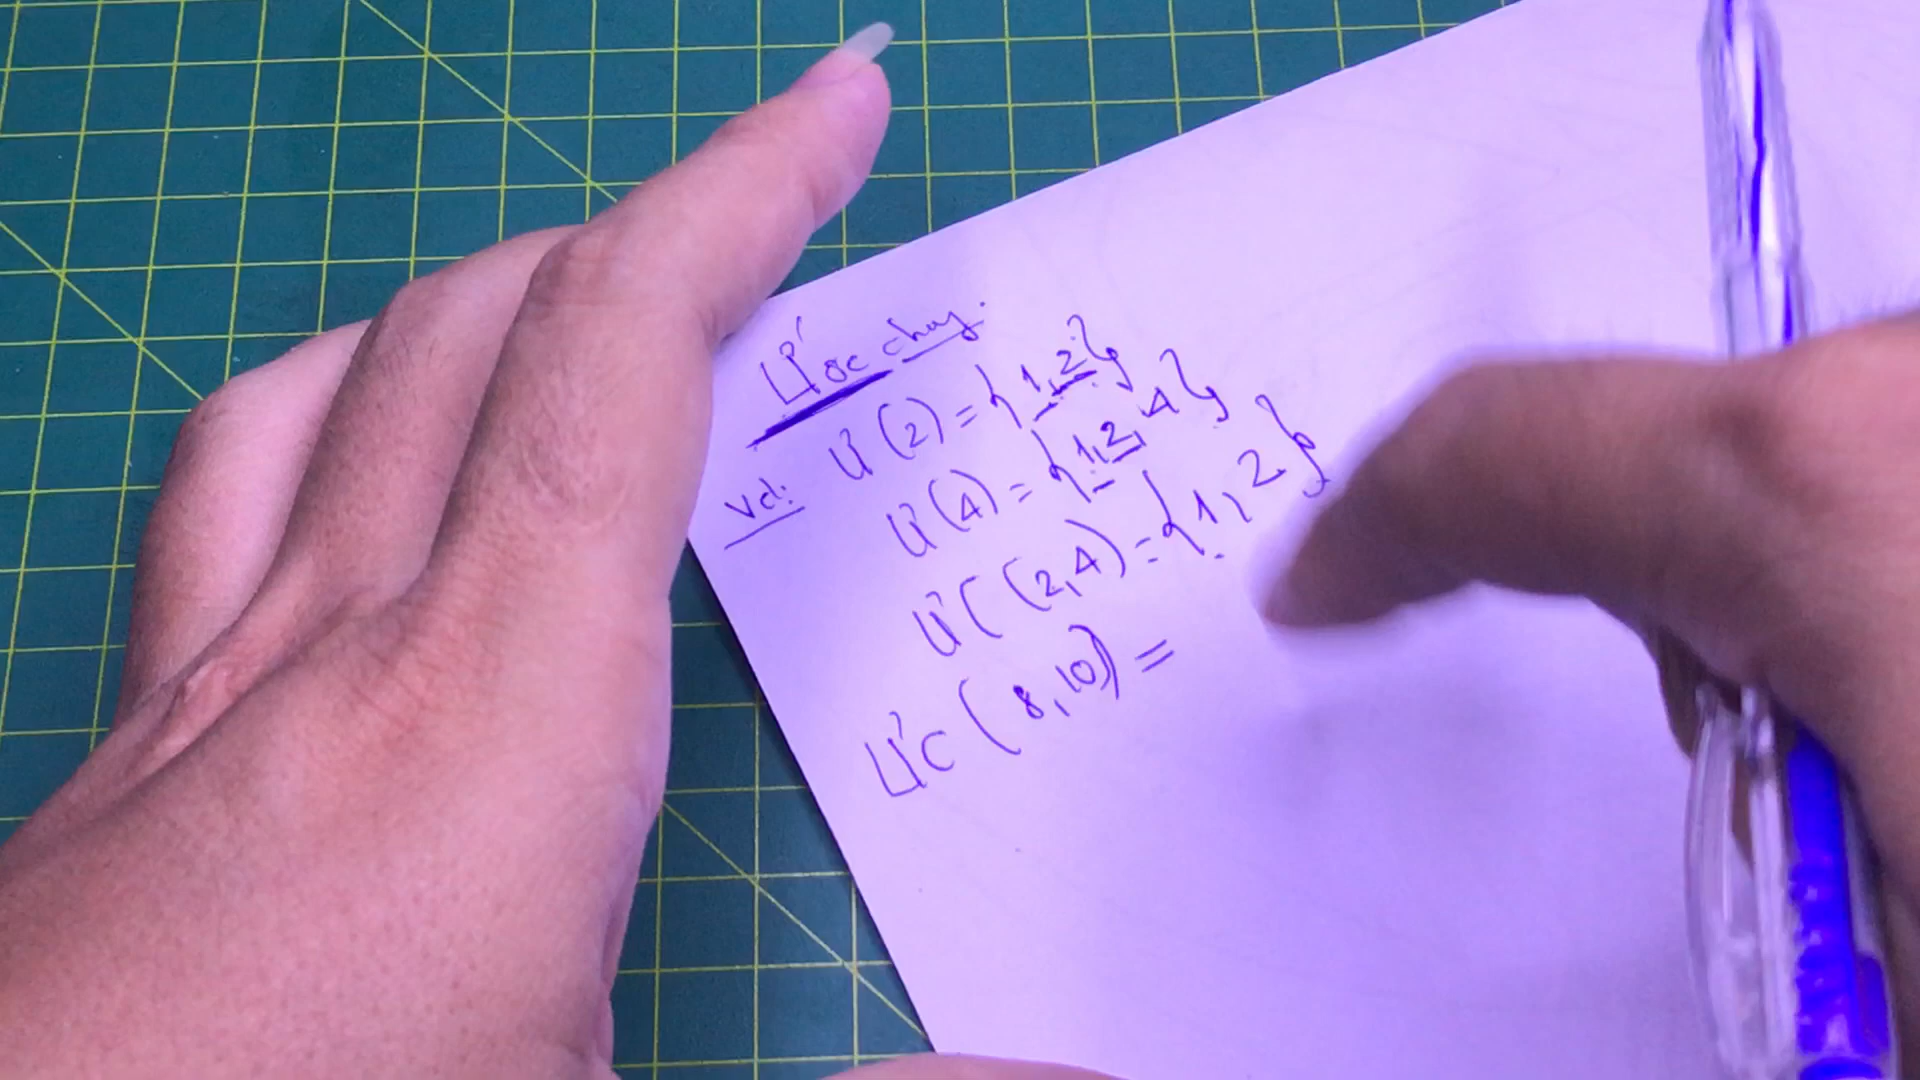 Ước chung.
Vd: Ư(2) = {1, 2}
Ư(4) = {1, 2, 4}
ƯC(2, 4) = {1, 2}
ƯC(8, 10) =